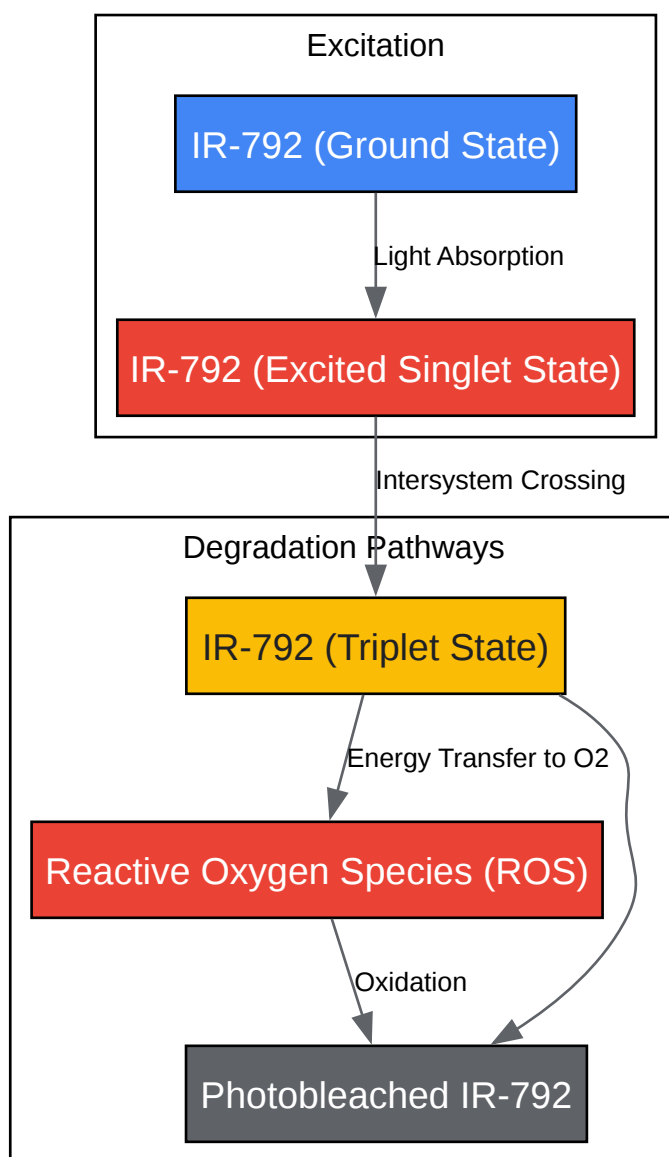 Excitation
IR-792 (Ground State)
Light Absorption
IR-792 (Excited Singlet State)
Intersystem Crossing
Degradation Pathways
IR-792 (Triplet State)
Energy Transfer to O2
Reactive Oxygen Species (ROS)
Oxidation
Photobleached IR-792